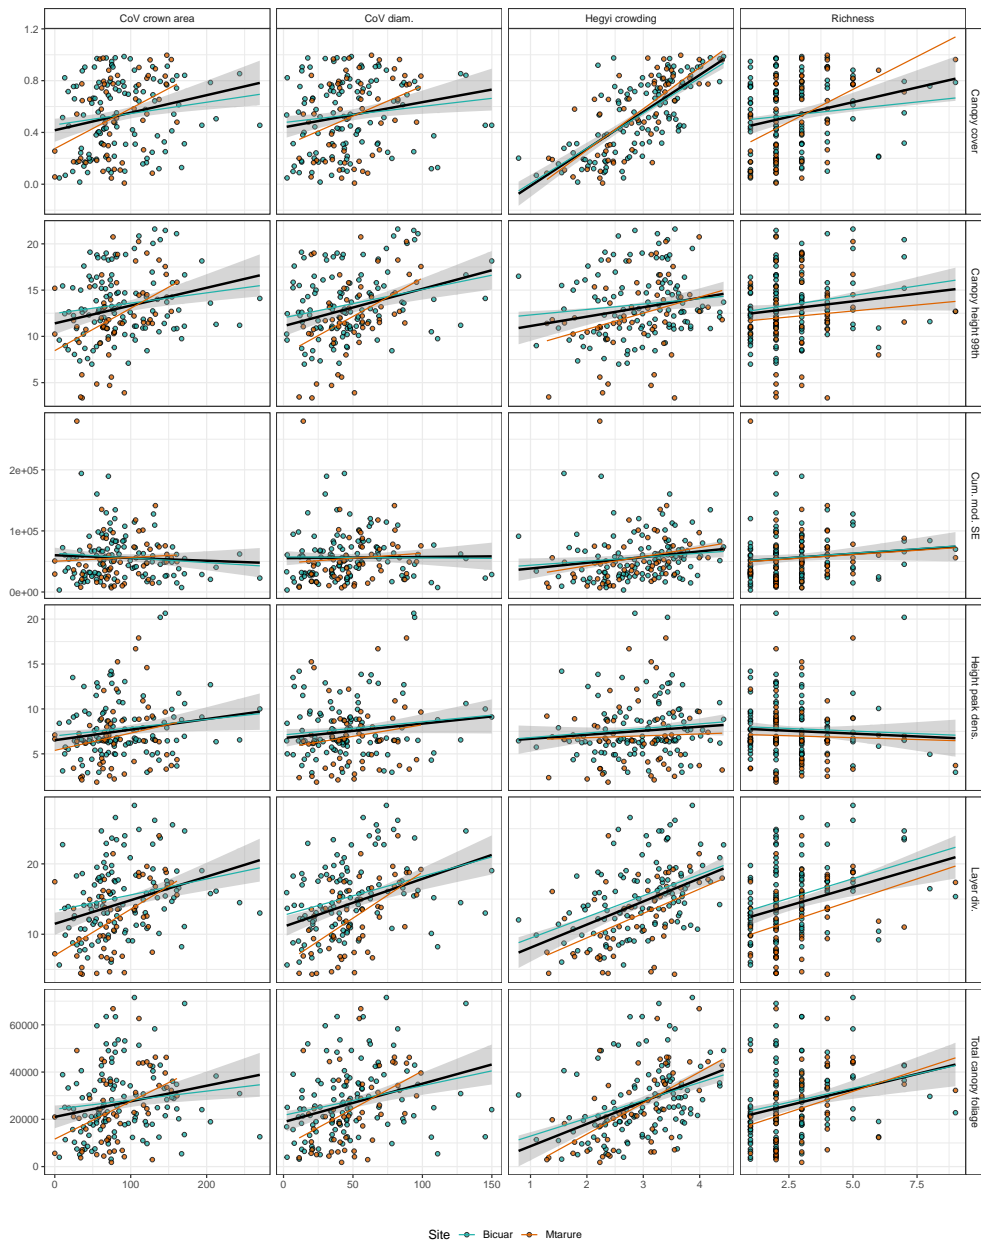 CoV crown area CoV diam. Hegyi crowding Richness
1.2
0.8
0.4
0.0
Canopy cover
20
15
10
5
Canopy height 99th
2e+05
1e+05
0e+00
Cum. mod. SE
20
15
10
5
Height peak dens.
20
10
Layer div.
60000
40000
20000
0
Total canopy foliage
0 100 200 0 50 100 150 1 2 3 4 2.5 5.0 7.5
Site Bicuar Mtarure